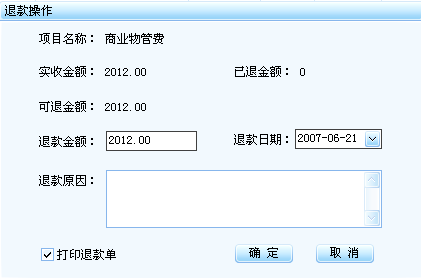 退款操作
项目名称： 商业物管费
实收金额： 2012.00 已退金额： 0
可退金额： 2012.00
退款金额： 2012.00 退款日期： 2007-06-21
退款原因：
打印退款单 确 定 取 消